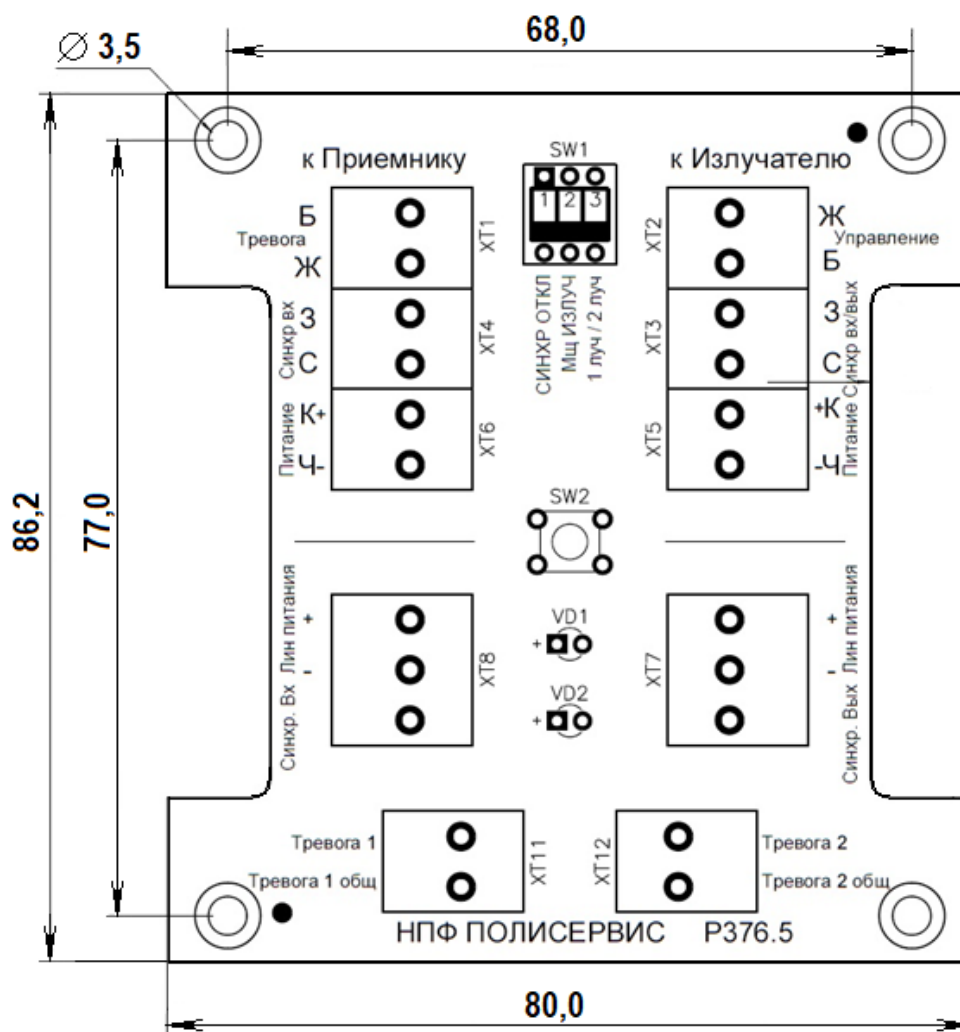 68,0
∅ 3,5
86,2
77,0
к Приемнику
SW1
к Излучателю
1 2 3
Б
Тревога
Ж
XT1
XT2
Ж
Управление
Б
Синхр вх
З
С
XT4
СИНХР ОТКЛ
Мщ ИЗЛУЧ
1 луч / 2 луч
XT3
З
С
Синхр вх/вых
Питание
К+
Ч-
XT6
XT5
+К
-Ч
Питание
SW2
Лин питания
+
-
Синхр. Вх
XT8
VD1
+
VD2
+
XT7
+
-
Лин питания
Синхр. Вых
Тревога 1
Тревога 1 общ
XT11
XT12
Тревога 2
Тревога 2 общ
НПФ ПОЛИСЕРВИС P376.5
80,0